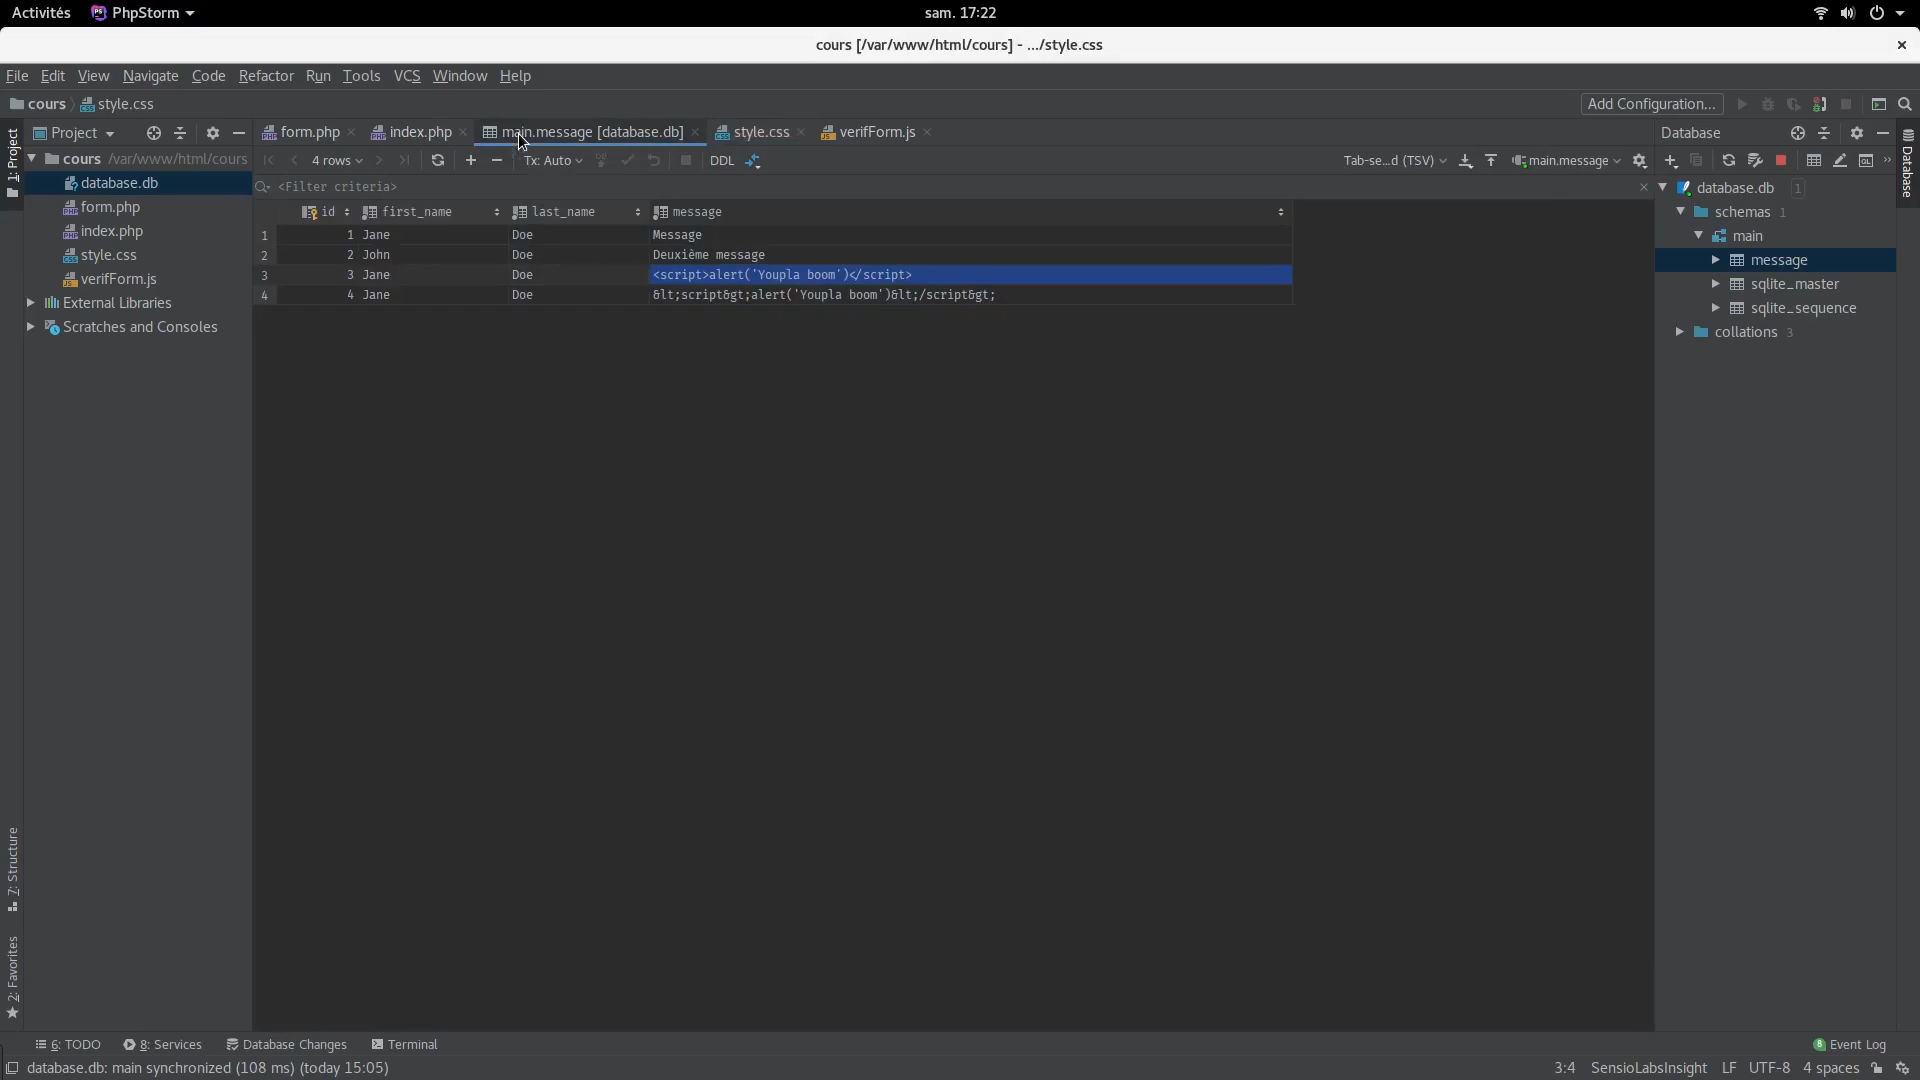 Activités PhpStorm sam. 17:22
cours [/var/www/html/cours] - .../style.css
File Edit View Navigate Code Refactor Run Tools VCS Window Help
cours style.css Add Configuration...
1: Project
Project
form.php index.php main.message [database.db] style.css verifForm.js
Database
Database
cours /var/www/html/cours
database.db
form.php
index.php
style.css
verifForm.js
External Libraries
Scratches and Consoles
4 rows Tx: Auto DDL Tab-se...d (TSV) main.message
<Filter criteria>
id first_name last_name message
1 1 Jane Doe Message
2 2 John Doe Deuxième message
3 3 Jane Doe <script>alert('Youpla boom')</script>
4 4 Jane Doe &lt;script&gt;alert('Youpla boom')&lt;/script&gt;
database.db 1
schemas 1
main
message
sqlite_master
sqlite_sequence
collations 3
7: Structure
2: Favorites
6: TODO 8: Services Database Changes Terminal 8 Event Log
database.db: main synchronized (108 ms) (today 15:05) 3:4 SensioLabsInsight LF UTF-8 4 spaces